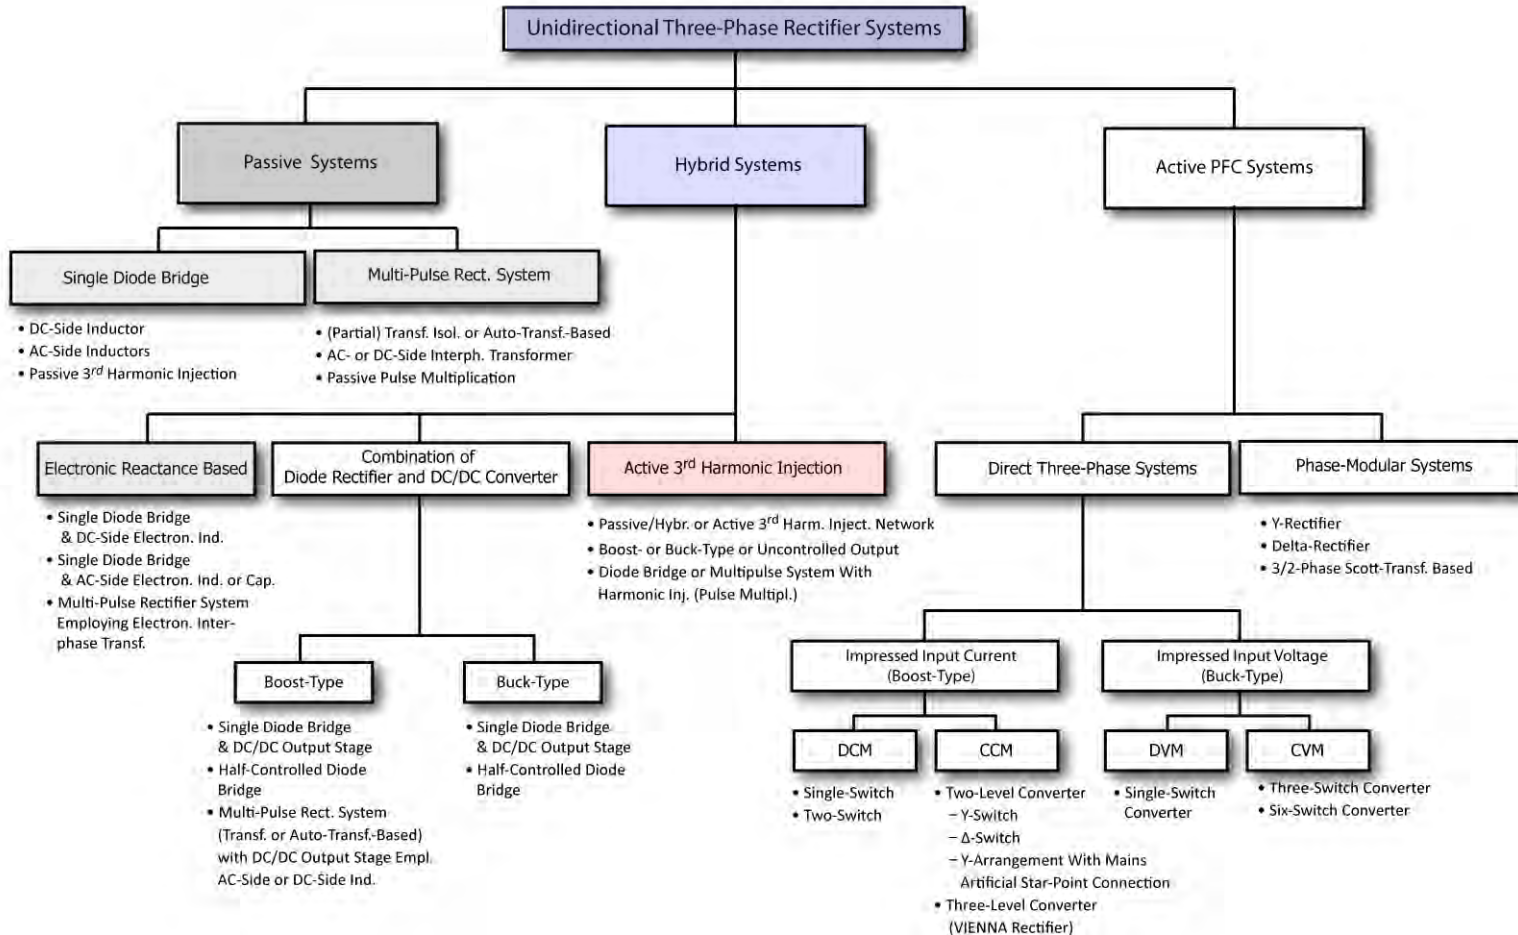 Unidirectional Three-Phase Rectifier Systems
Passive Systems
Hybrid Systems
Active PFC Systems
Single Diode Bridge
Multi-Pulse Rect. System
• DC-Side Inductor
• AC-Side Inductors
• Passive 3rd Harmonic Injection
• (Partial) Transf. Isol. or Auto-Transf.-Based
• AC- or DC-Side Interph. Transformer
• Passive Pulse Multiplication
Electronic Reactance Based
Combination of
Diode Rectifier and DC/DC Converter
Active 3rd Harmonic Injection
Direct Three-Phase Systems
Phase-Modular Systems
• Single Diode Bridge
& DC-Side Electron. Ind.
• Single Diode Bridge
& AC-Side Electron. Ind. or Cap.
• Multi-Pulse Rectifier System
Employing Electron. Inter-
phase Transf.
• Passive/Hybr. or Active 3rd Harm. Inject. Network
• Boost- or Buck-Type or Uncontrolled Output
• Diode Bridge or Multipulse System With
Harmonic Inj. (Pulse Multipl.)
• Y-Rectifier
• Delta-Rectifier
• 3/2-Phase Scott-Transf. Based
Boost-Type
Buck-Type
• Single Diode Bridge
& DC/DC Output Stage
• Half-Controlled Diode
Bridge
• Multi-Pulse Rect. System
(Transf. or Auto-Transf.-Based)
with DC/DC Output Stage Empl.
AC-Side or DC-Side Ind.
• Single Diode Bridge
& DC/DC Output Stage
• Half-Controlled Diode
Bridge
Impressed Input Current
(Boost-Type)
Impressed Input Voltage
(Buck-Type)
DCM
CCM
DVM
CVM
• Single-Switch
• Two-Switch
• Two-Level Converter
– Y-Switch
– Δ-Switch
– Y-Arrangement With Mains
Artificial Star-Point Connection
• Three-Level Converter
(VIENNA Rectifier)
• Single-Switch
Converter
• Three-Switch Converter
• Six-Switch Converter